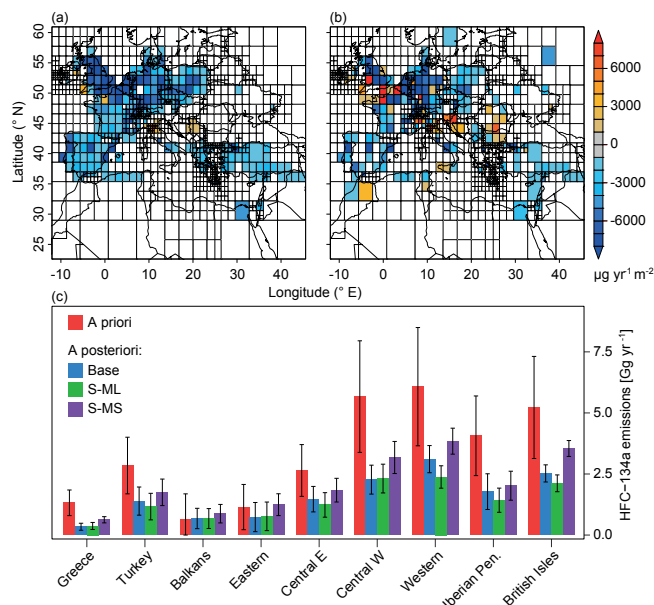 (a)
(b)
60
55
50
45
40
35
30
25
Latitude (° N)
-10 0 10 20 30 40
-10 0 10 20 30 40
Longitude (° E)
6000
3000
0
-3000
-6000
µg yr⁻¹ m⁻²
(c)
A priori
A posteriori:
Base
S-ML
S-MS
7.5
5.0
2.5
0.0
HFC−134a emissions [Gg yr⁻¹]
Greece
Turkey
Balkans
Eastern
Central E
Central W
Western
Iberian Pen.
British Isles